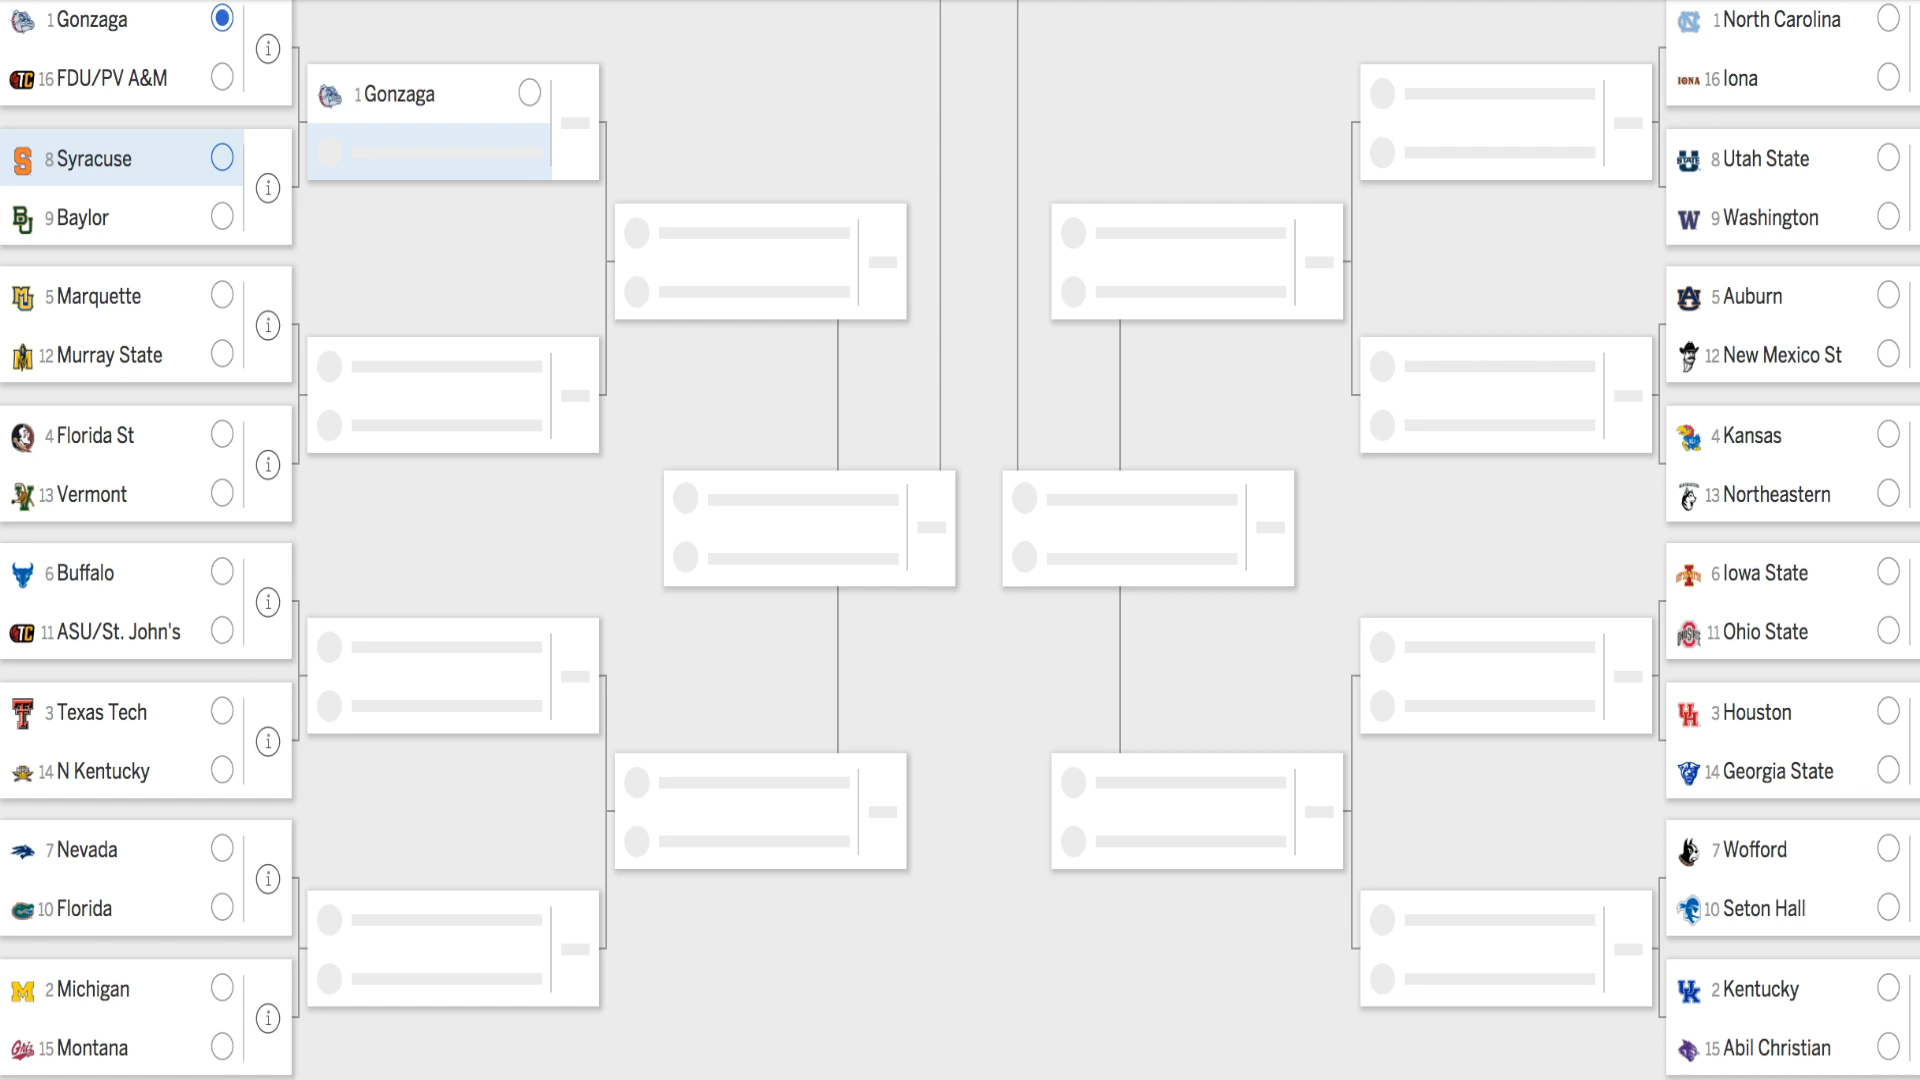 1 Gonzaga
16 FDU/PV A&M
8 Syracuse
9 Baylor
5 Marquette
12 Murray State
4 Florida St
13 Vermont
6 Buffalo
11 ASU/St. John's
3 Texas Tech
14 N Kentucky
7 Nevada
10 Florida
2 Michigan
15 Montana
1 Gonzaga
1 North Carolina
IONA 16 Iona
8 Utah State
9 Washington
5 Auburn
12 New Mexico St
4 Kansas
13 Northeastern
6 Iowa State
11 Ohio State
3 Houston
14 Georgia State
7 Wofford
10 Seton Hall
2 Kentucky
15 Abil Christian